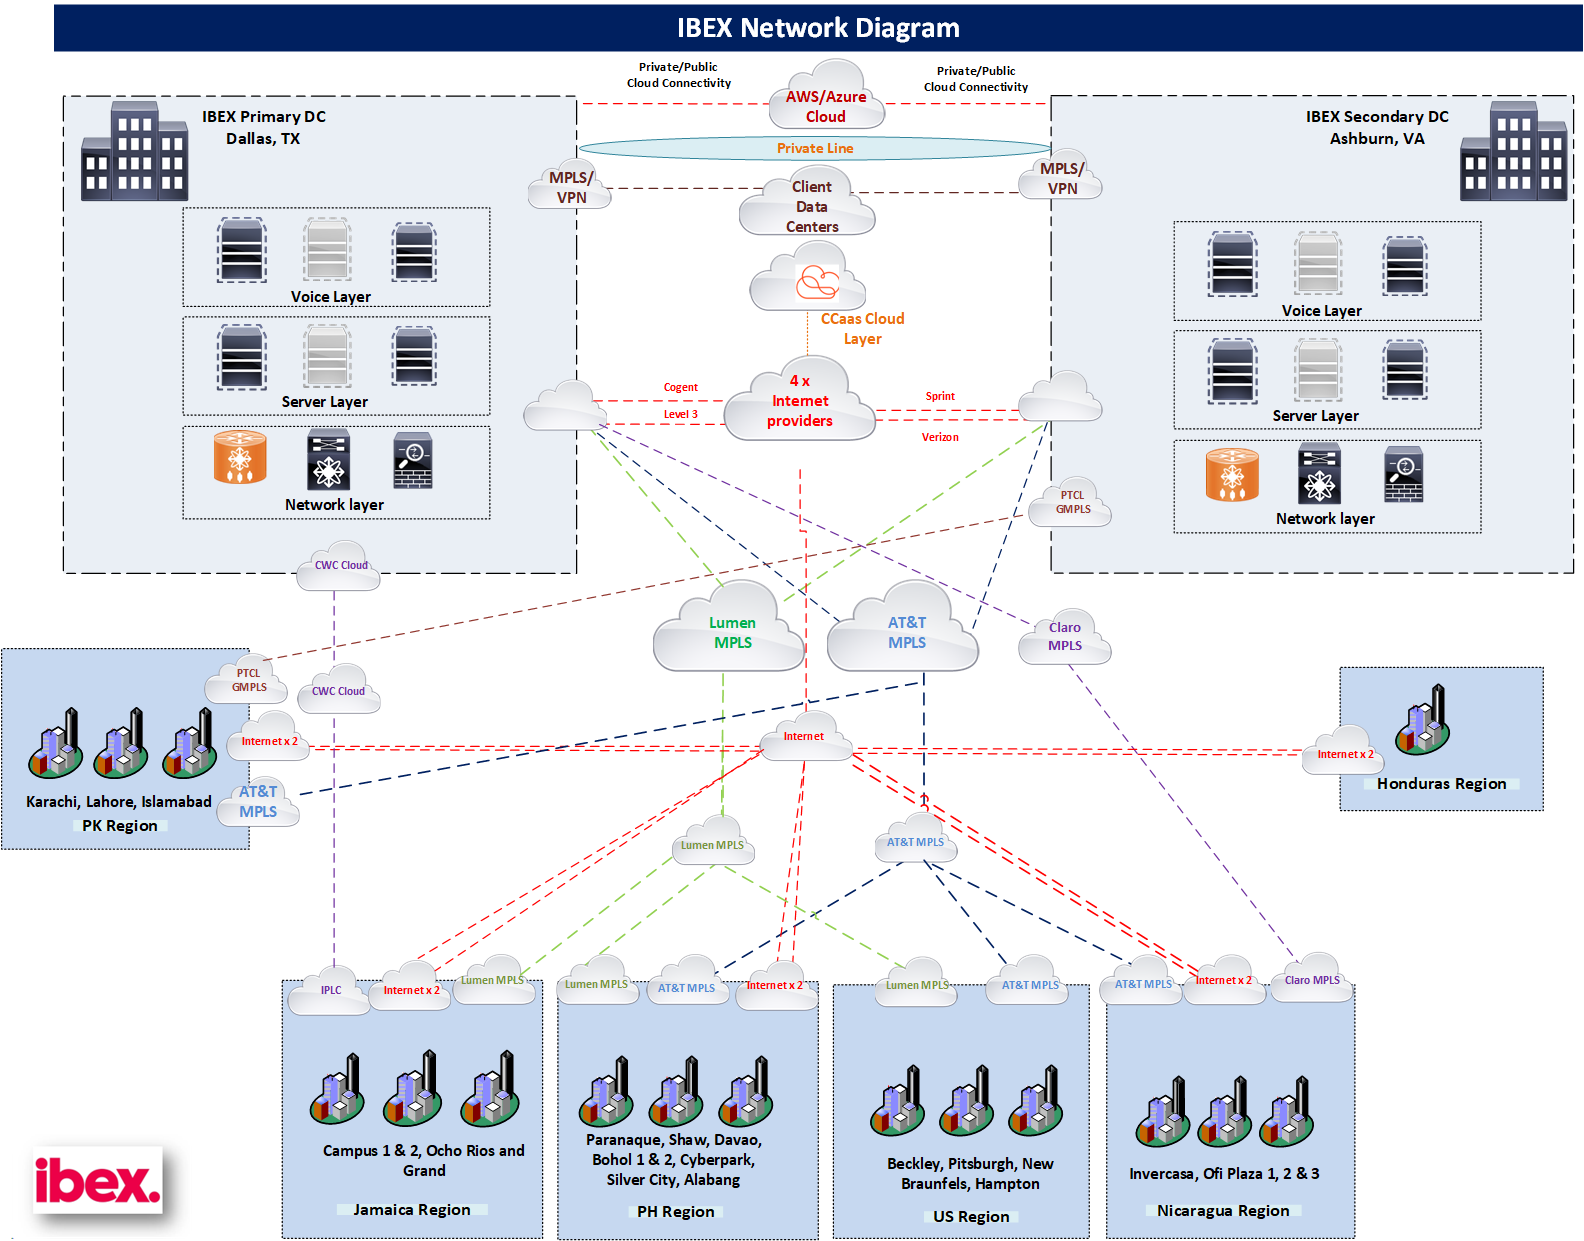 IBEX Network Diagram
Private/Public
Cloud Connectivity
AWS/Azure
Cloud
Private/Public
Cloud Connectivity
IBEX Primary DC
Dallas, TX
IBEX Secondary DC
Ashburn, VA
Private Line
MPLS/
VPN
Client
Data
Centers
MPLS/
VPN
Voice Layer
Server Layer
Network layer
CCaas Cloud
Layer
Voice Layer
Server Layer
Network layer
Cogent
Level 3
4 x
Internet
providers
Sprint
Verizon
PTCL
GMPLS
CWC Cloud
Lumen
MPLS
AT&T
MPLS
Claro
MPLS
PTCL
GMPLS
CWC Cloud
Internet x 2
Internet
Internet x 2
AT&T
MPLS
Karachi, Lahore, Islamabad
PK Region
Honduras Region
Lumen MPLS
AT&T MPLS
IPLC
Internet x 2
Lumen MPLS
Lumen MPLS
AT&T MPLS
Internet x 2
Lumen MPLS
AT&T MPLS
AT&T MPLS
Internet x 2
Claro MPLS
Campus 1 & 2, Ocho Rios and
Grand
Jamaica Region
Paranaque, Shaw, Davao,
Bohol 1 & 2, Cyberpark,
Silver City, Alabang
PH Region
Beckley, Pitsburgh, New
Braunfels, Hampton
US Region
Invercasa, Ofi Plaza 1, 2 & 3
Nicaragua Region
ibex.